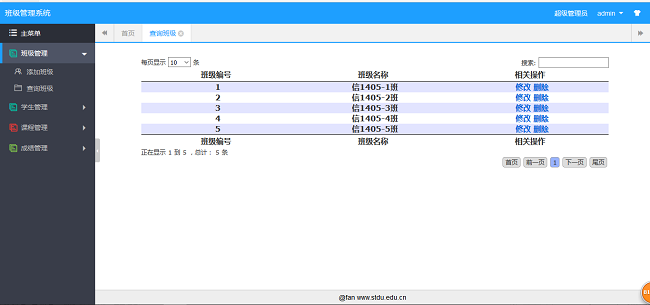 班级管理系统
超级管理员 admin
主菜单
首页 查询班级
班级管理
添加班级
查询班级
学生管理
课程管理
成绩管理
每页显示 10 条 搜索:
班级编号 班级名称 相关操作
1 信1405-1班 修改 删除
2 信1405-2班 修改 删除
3 信1405-3班 修改 删除
4 信1405-4班 修改 删除
5 信1405-5班 修改 删除
班级编号 班级名称 相关操作
正在显示 1 到 5 ，总计： 5 条
首页 前一页 1 下一页 尾页
@fan www.stdu.edu.cn